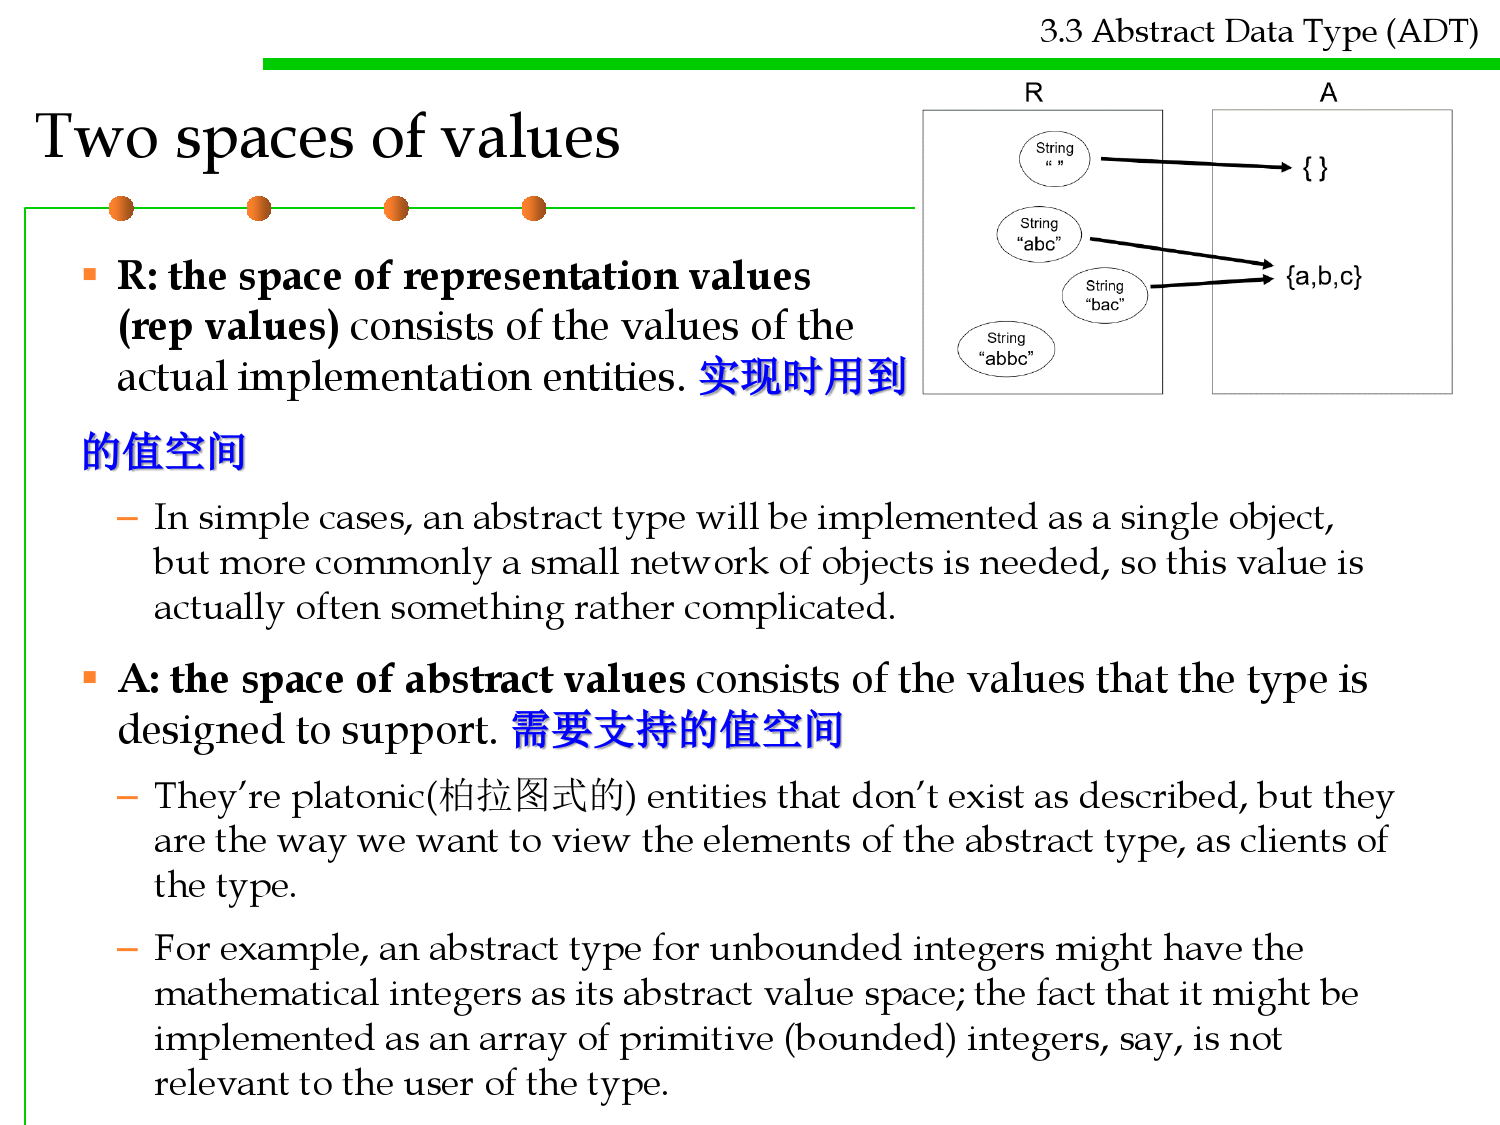 3.3 Abstract Data Type (ADT)
Two spaces of values
R
A
String
“ ”
{ }
String
“abc”
{a,b,c}
String
“bac”
String
“abbc”
▪ R: the space of representation values
(rep values) consists of the values of the
actual implementation entities. 实现时用到
的值空间
– In simple cases, an abstract type will be implemented as a single object,
but more commonly a small network of objects is needed, so this value is
actually often something rather complicated.
▪ A: the space of abstract values consists of the values that the type is
designed to support. 需要支持的值空间
– They’re platonic(柏拉图式的) entities that don’t exist as described, but they
are the way we want to view the elements of the abstract type, as clients of
the type.
– For example, an abstract type for unbounded integers might have the
mathematical integers as its abstract value space; the fact that it might be
implemented as an array of primitive (bounded) integers, say, is not
relevant to the user of the type.